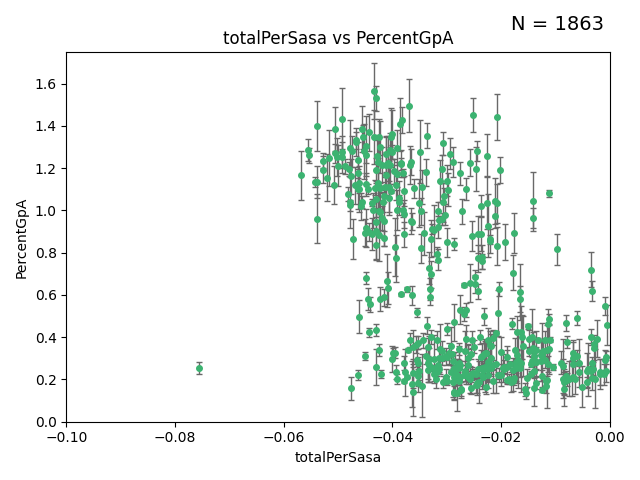 N = 1863
totalPerSasa vs PercentGpA
PercentGpA
1.6
1.4
1.2
1.0
0.8
0.6
0.4
0.2
0.0
−0.10 −0.08 −0.06 −0.04 −0.02 0.00
totalPerSasa